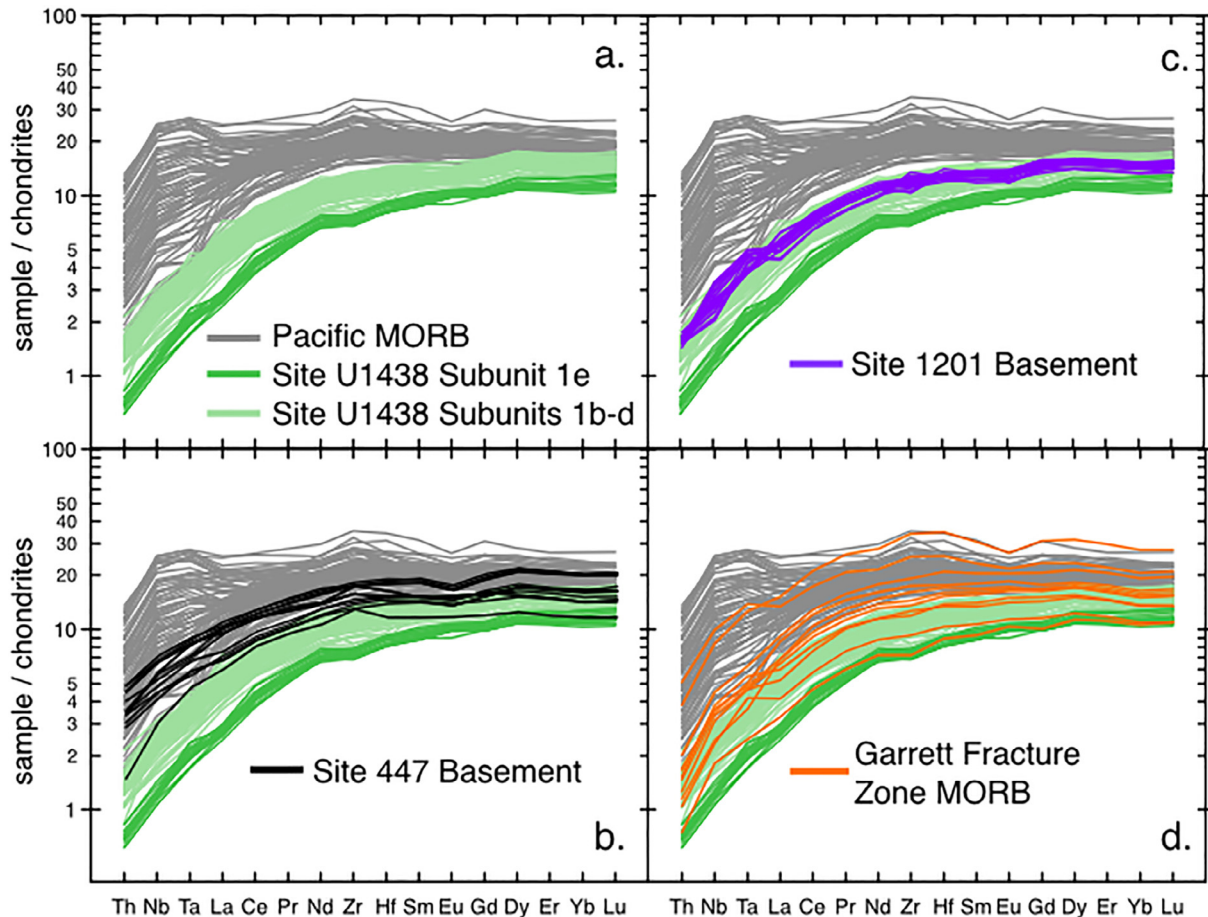 100
50
40
30
20
10
5
4
3
2
1
sample / chondrites
a.
Pacific MORB
Site U1438 Subunit 1e
Site U1438 Subunits 1b-d
c.
Site 1201 Basement
100
50
40
30
20
10
5
4
3
2
1
sample / chondrites
Site 447 Basement
b.
Garrett Fracture
Zone MORB
d.
Th Nb Ta La Ce Pr Nd Zr Hf Sm Eu Gd Dy Er Yb Lu
Th Nb Ta La Ce Pr Nd Zr Hf Sm Eu Gd Dy Er Yb Lu